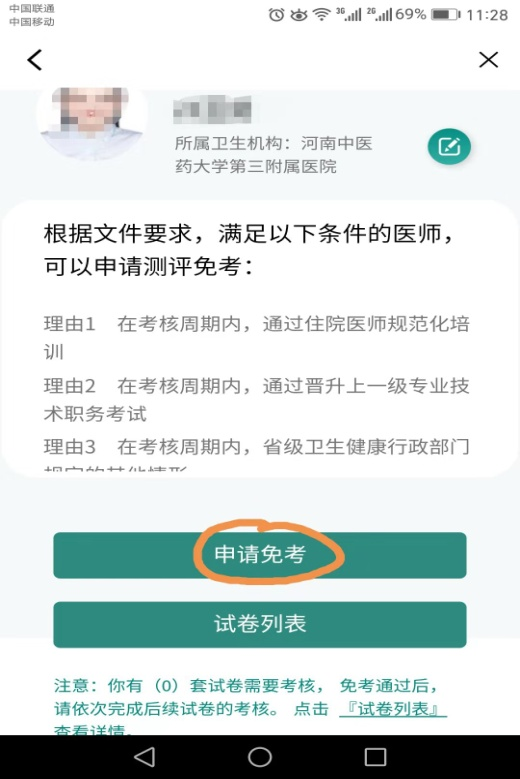 中国联通
中国移动
3G 2G 69% 11:28
所属卫生机构：河南中医
药大学第三附属医院
根据文件要求，满足以下条件的医师，
可以申请测评免考：
理由1 在考核周期内，通过住院医师规范化培
训
理由2 在考核周期内，通过晋升上一级专业技
术职务考试
理由3 在考核周期内，省级卫生健康行政部门
规定的其他情形
申请免考
试卷列表
注意：你有（0）套试卷需要考核， 免考通过后，
请依次完成后续试卷的考核。 点击 『试卷列表』
查看详情。